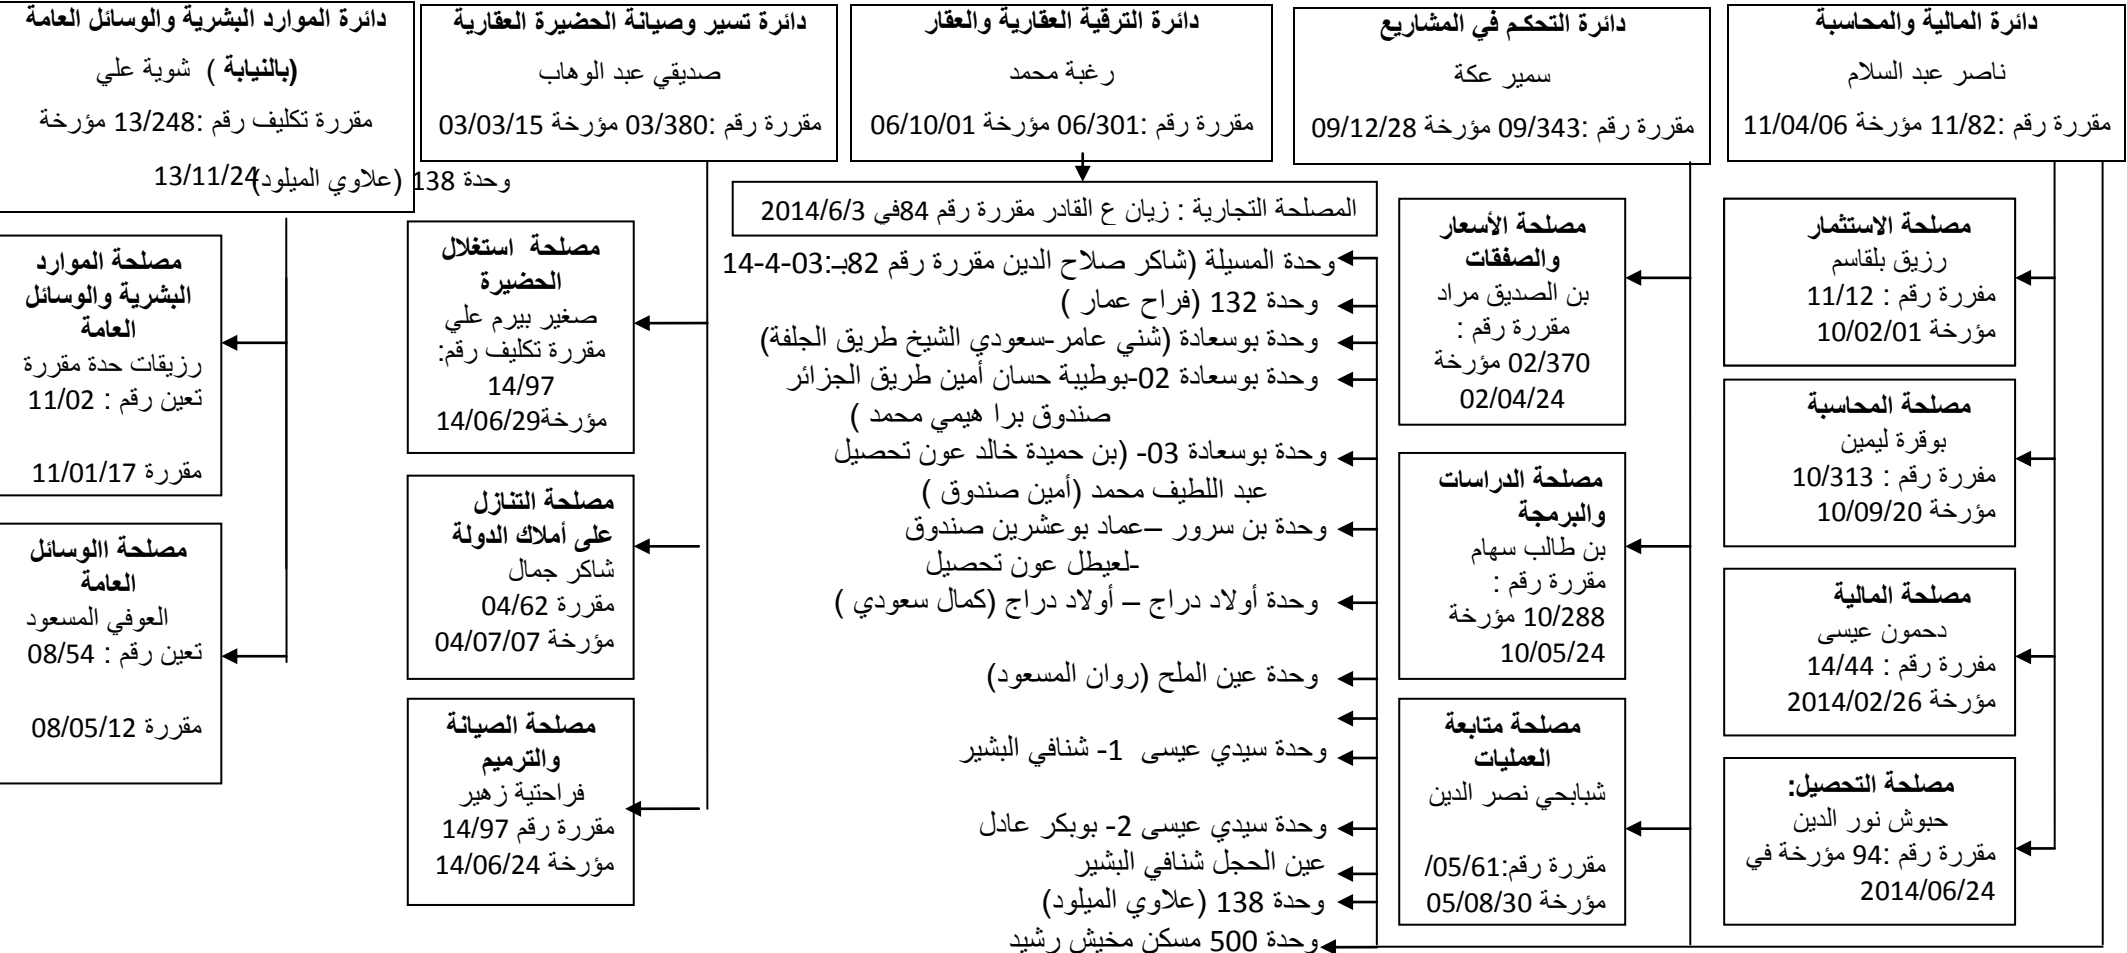 دائرة المالية والمحاسبة
ناصر عبد السلام
مقررة رقم :11/82 مؤرخة 11/04/06
دائرة التحكم في المشاريع
سمير عكة
مقررة رقم :09/343 مؤرخة 09/12/28
دائرة الترقية العقارية والعقار
رغبة محمد
مقررة رقم :06/301 مؤرخة 06/10/01
دائرة تسير وصيانة الحضيرة العقارية
صديقي عبد الوهاب
مقررة رقم :03/380 مؤرخة 03/03/15
دائرة الموارد البشرية والوسائل العامة
(بالنيابة ) شوية علي
مقررة تكليف رقم :13/248 مؤرخة
13/11/24
وحدة 138 (علاوي الميلود)
مصلحة الاستثمار
رزيق بلقاسم
مفررة رقم : 11/12
مؤرخة 10/02/01
مصلحة المحاسبة
بوقرة ليمين
مفررة رقم : 10/313
مؤرخة 10/09/20
مصلحة المالية
دحمون عيسى
مفررة رقم : 14/44
مؤرخة 2014/02/26
مصلحة التحصيل:
حبوش نور الدين
مقررة رقم :94 مؤرخة في
2014/06/24
مصلحة الأسعار
والصفقات
بن الصديق مراد
مقررة رقم :
02/370 مؤرخة
02/04/24
مصلحة الدراسات
والبرمجة
بن طالب سهام
مقررة رقم :
10/288 مؤرخة
10/05/24
مصلحة متابعة
العمليات
شبابحي نصر الدين
مقررة رقم:05/61/
مؤرخة 05/08/30
المصلحة التجارية : زيان ع القادر مقررة رقم 84في 2014/6/3
وحدة المسيلة (شاكر صلاح الدين مقررة رقم 82بـ:03-4-14
وحدة 132 (فراح عمار )
وحدة بوسعادة (شني عامر-سعودي الشيخ طريق الجلفة)
وحدة بوسعادة 02-بوطيبة حسان أمين طريق الجزائر
صندوق برا هيمي محمد )
وحدة بوسعادة 03- (بن حميدة خالد عون تحصيل
عبد اللطيف محمد (أمين صندوق )
وحدة بن سرور –عماد بوعشرين صندوق
-لعيطل عون تحصيل
وحدة أولاد دراج – أولاد دراج (كمال سعودي )
وحدة عين الملح (روان المسعود)
وحدة سيدي عيسى 1- شنافي البشير
وحدة سيدي عيسى 2- بوبكر عادل
عين الحجل شنافي البشير
وحدة 138 (علاوي الميلود)
وحدة 500 مسكن مخيش رشيد
مصلحة استغلال
الحضيرة
صغير بيرم علي
مقررة تكليف رقم:
14/97
مؤرخة14/06/29
مصلحة التنازل
على أملاك الدولة
شاكر جمال
مقررة 04/62
مؤرخة 04/07/07
مصلحة الصيانة
والترميم
فراحتية زهير
مقررة رقم 14/97
مؤرخة 14/06/24
مصلحة الموارد
البشرية والوسائل
العامة
رزيقات حدة مقررة
تعين رقم : 11/02
مقررة 11/01/17
مصلحة االوسائل
العامة
العوفي المسعود
تعين رقم : 08/54
مقررة 08/05/12